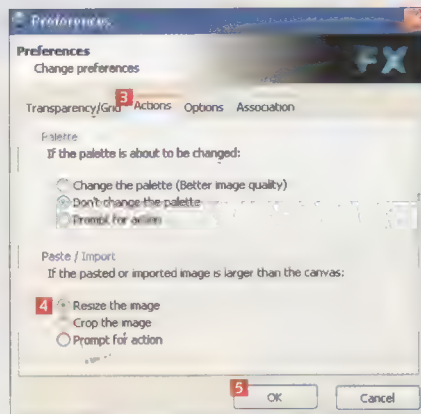 Preferences
FX
Preferences
Change preferences
3
Transparency/Grid Actions Options Association
Palette
If the palette is about to be changed:
Change the palette (Better image quality)
Don't change the palette
Prompt for action
Paste / Import
If the pasted or imported image is larger than the canvas:
4 Resize the image
Crop the image
Prompt for action
5 OK Cancel